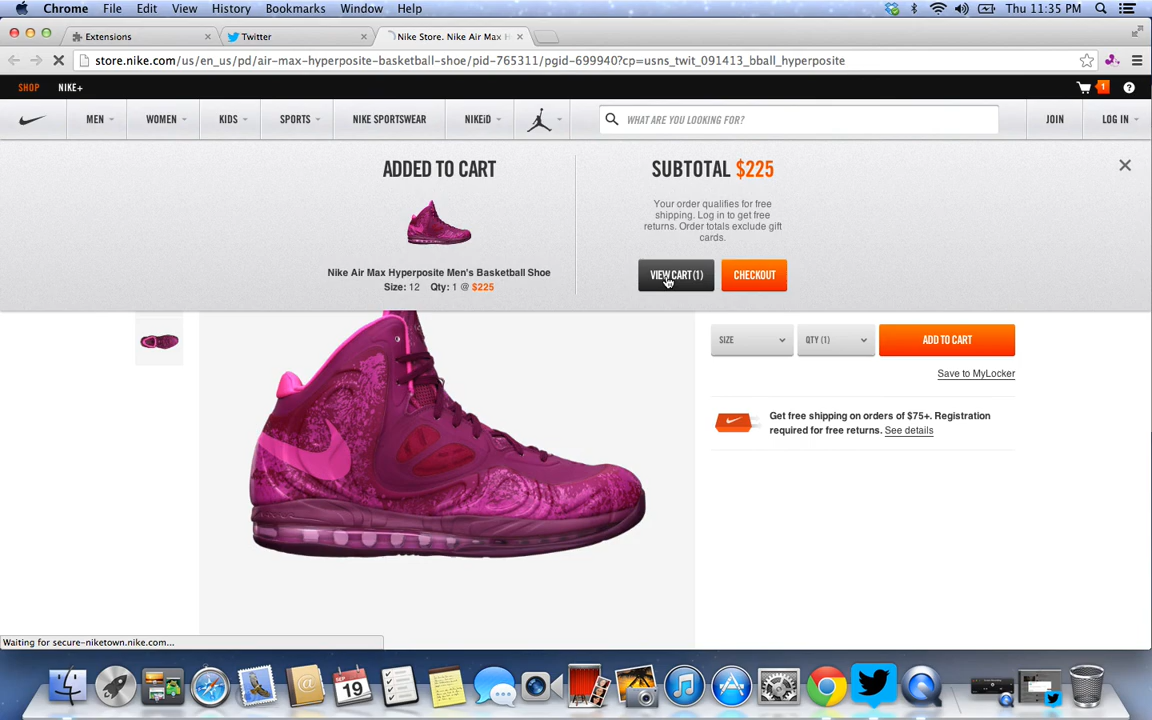 Chrome File Edit View History Bookmarks Window Help
Thu 11:35 PM
Extensions
Twitter
Nike Store. Nike Air Max H
store.nike.com/us/en_us/pd/air-max-hyperposite-basketball-shoe/pid-765311/pgid-699940?cp=usns_twit_091413_bball_hyperposite
SHOP NIKE+
1
?
MEN WOMEN KIDS SPORTS NIKE SPORTSWEAR NIKEiD
WHAT ARE YOU LOOKING FOR?
JOIN LOG IN
ADDED TO CART
Nike Air Max Hyperposite Men's Basketball Shoe
Size: 12 Qty: 1 @ $225
SUBTOTAL $225
Your order qualifies for free
shipping. Log in to get free
returns. Order totals exclude gift
cards.
VIEW CART (1)
CHECKOUT
SIZE
QTY (1)
ADD TO CART
Save to MyLocker
Get free shipping on orders of $75+. Registration
required for free returns. See details
Waiting for secure-niketown.nike.com...
SEP
19